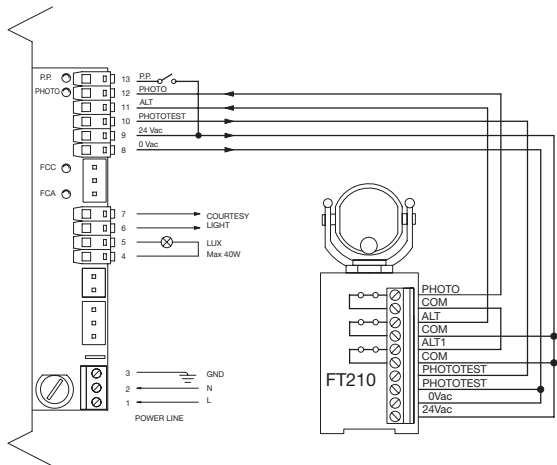 P.P.
13
P.P.
PHOTO
12
PHOTO
11
ALT
10
PHOTOTEST
9
24 Vac
8
0 Vac
FCC
FCA
7
COURTESY
6
LIGHT
5
LUX
4
Max 40W
3
GND
2
N
1
L
POWER LINE
PHOTO
COM
ALT
COM
ALT1
COM
PHOTOTEST
PHOTOTEST
0Vac
24Vac
FT210